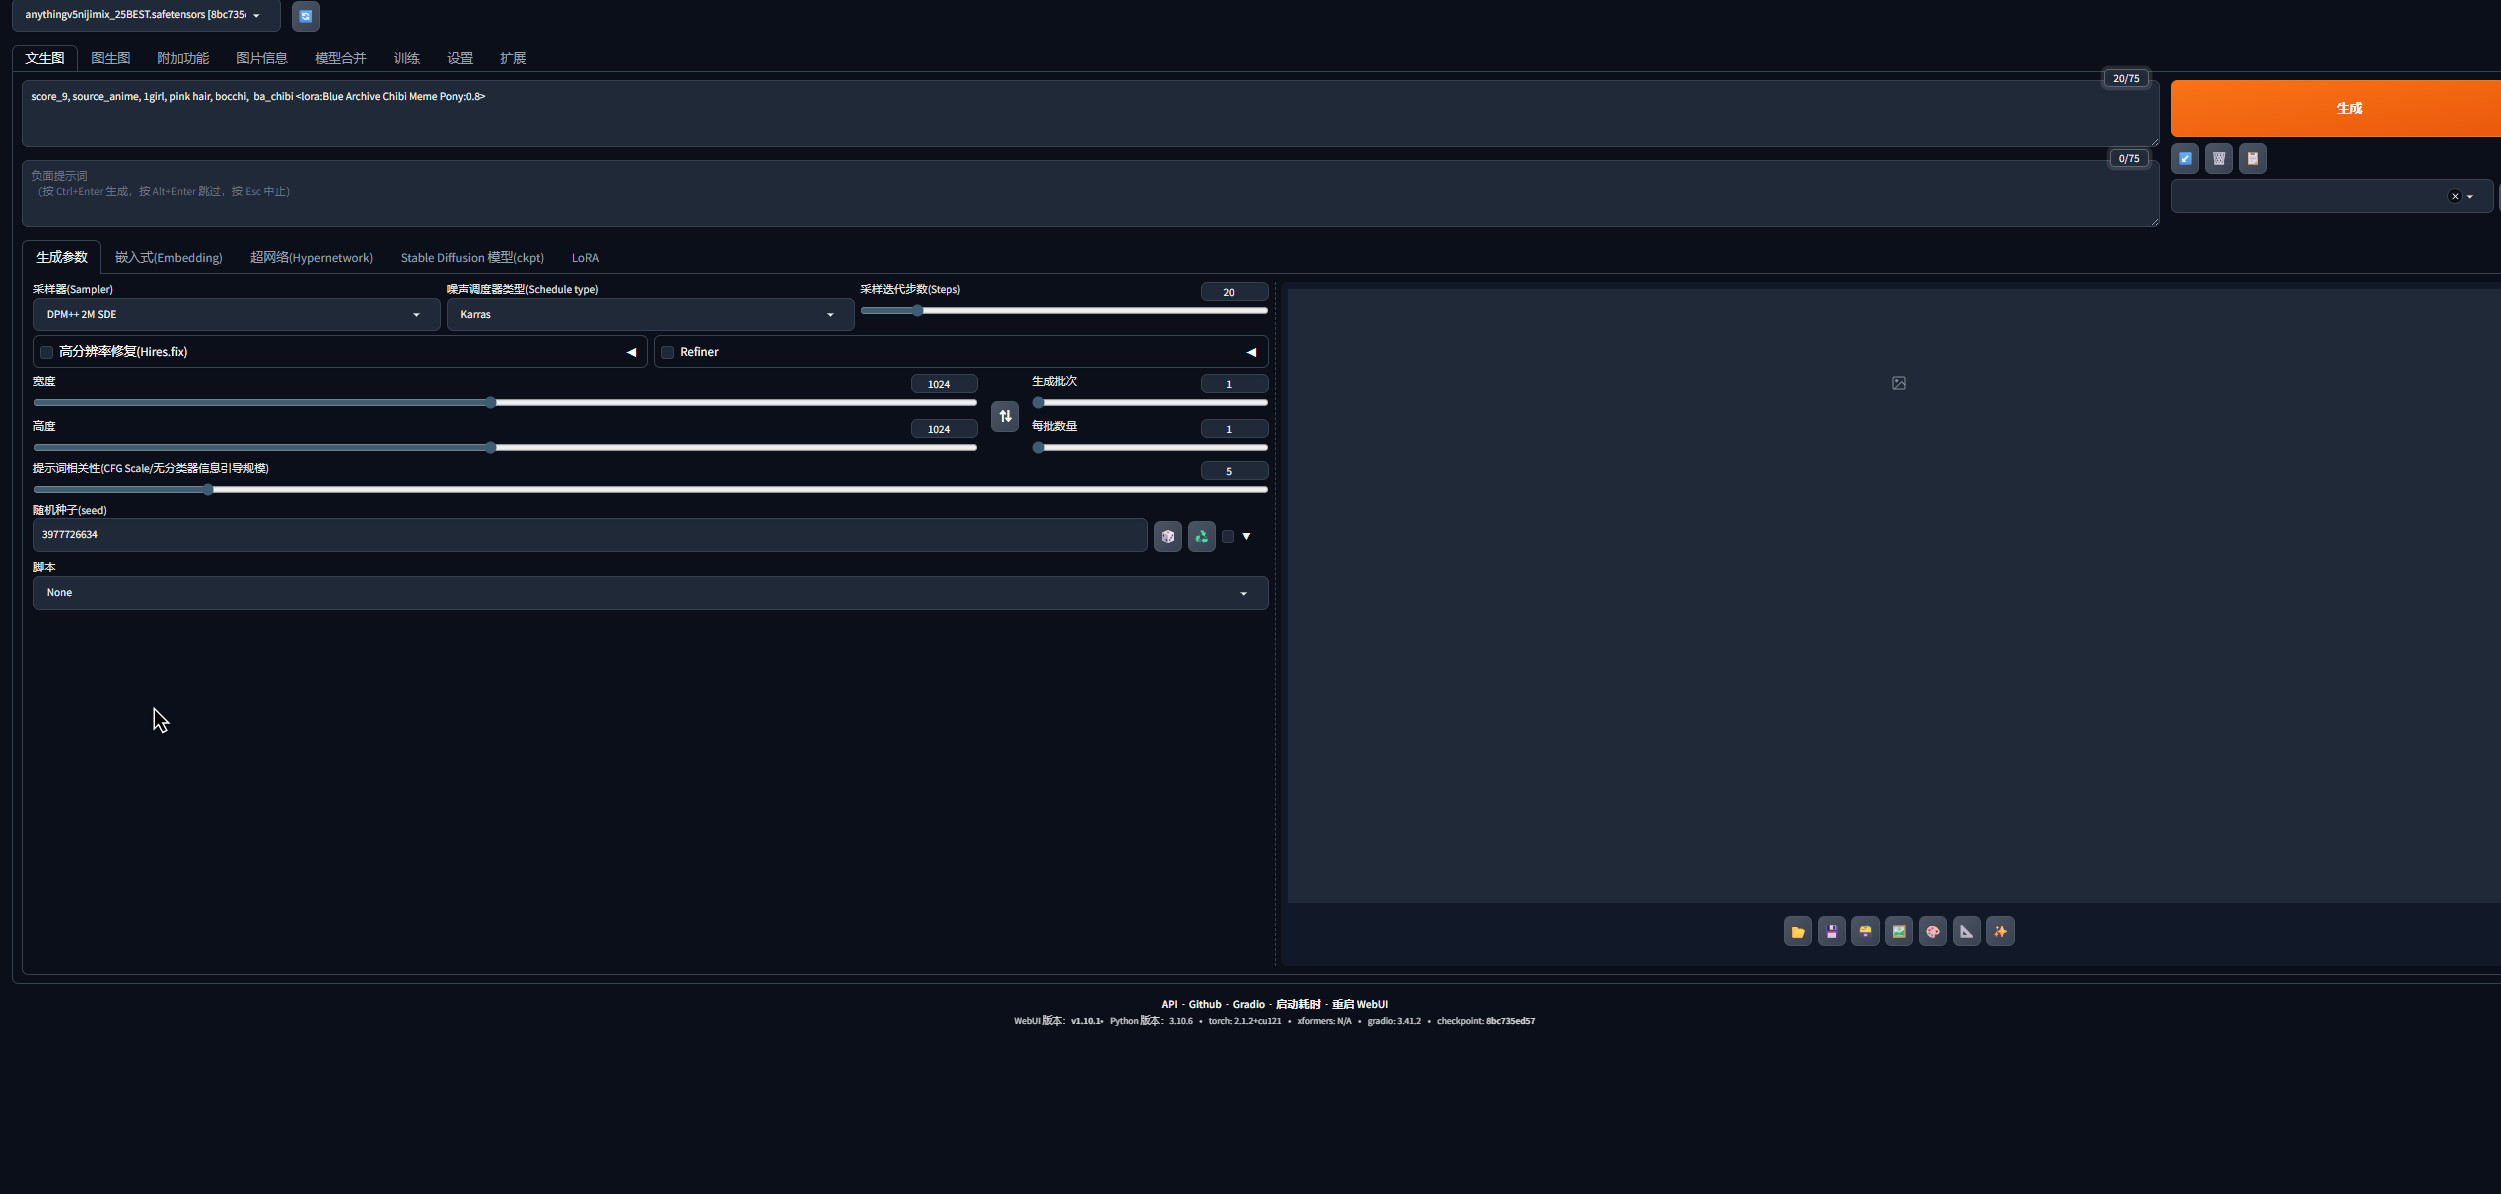 anythingv5nijimix_25BEST.safetensors [8bc735
文生图 图生图 附加功能 图片信息 模型合并 训练 设置 扩展
20/75
score_9, source_anime, 1girl, pink hair, bocchi,  ba_chibi <lora:Blue Archive Chibi Meme Pony:0.8>
生成
0/75
负面提示词
（按 Ctrl+Enter 生成，按 Alt+Enter 跳过，按 Esc 中止）
生成参数 嵌入式(Embedding) 超网络(Hypernetwork) Stable Diffusion 模型(ckpt) LoRA
采样器(Sampler) 噪声调度器类型(Schedule type) 采样迭代步数(Steps) 20
DPM++ 2M SDE Karras
高分辨率修复(Hires.fix) Refiner
宽度 1024 生成批次 1
高度 1024 每批数量 1
提示词相关性(CFG Scale/无分类器信息引导规模) 5
随机种子(seed)
3977726634
脚本
None
API · Github · Gradio · 启动耗时 · 重启 WebUI
WebUI 版本: v1.10.1 • Python 版本: 3.10.6 • torch: 2.1.2+cu121 • xformers: N/A • gradio: 3.41.2 • checkpoint: 8bc735ed57